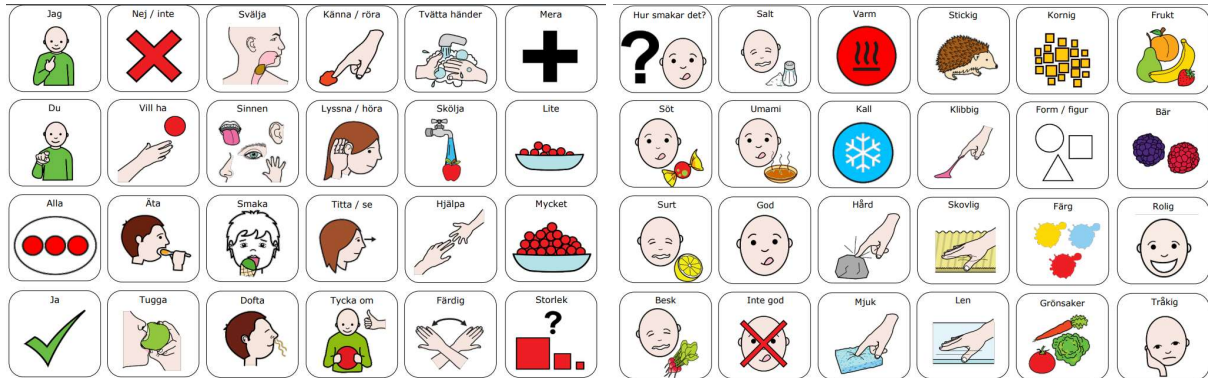 Jag
Nej / inte
Svälja
Känna / röra
Tvätta händer
Mera
Hur smakar det?
Salt
Varm
Stickig
Kornig
Frukt
?
Du
Vill ha
Sinnen
Lyssna / höra
Skölja
Lite
Söt
Umami
Kall
Klibbig
Form / figur
Bär
Alla
Äta
Smaka
Titta / se
Hjälpa
Mycket
Surt
God
Hård
Skovlig
Färg
Rolig
Ja
Tugga
Dofta
Tycka om
Färdig
Storlek
?
Besk
Inte god
Mjuk
Len
Grönsaker
Tråkig